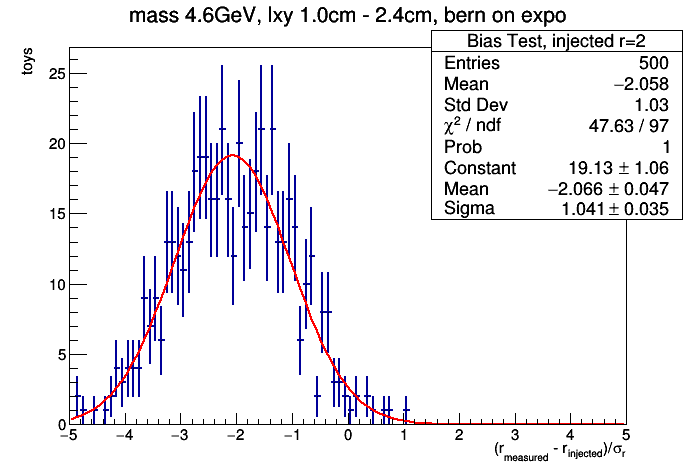 mass 4.6GeV, lxy 1.0cm - 2.4cm, bern on expo
Bias Test, injected r=2
Entries 500
Mean −2.058
Std Dev 1.03
χ² / ndf 47.63 / 97
Prob 1
Constant 19.13 ± 1.06
Mean −2.066 ± 0.047
Sigma 1.041 ± 0.035
toys
25
20
15
10
5
0
−5 −4 −3 −2 −1 0 1 2 3 4 5
(r_measured - r_injected)/σ_r